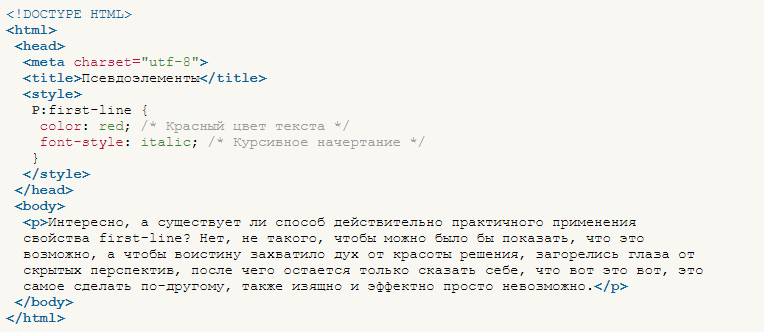 <!DOCTYPE HTML>
<html>
<head>
<meta charset="utf-8">
<title>Псевдоэлементы</title>
<style>
P:first-line {
color: red; /* Красный цвет текста */
font-style: italic; /* Курсивное начертание */
}
</style>
</head>
<body>
<p>Интересно, а существует ли способ действительно практичного применения
свойства first-line? Нет, не такого, чтобы можно было бы показать, что это
возможно, а чтобы воистину захватило дух от красоты решения, загорелись глаза от
скрытых перспектив, после чего остается только сказать себе, что вот это вот, это
самое сделать по-другому, также изящно и эффектно просто невозможно.</p>
</body>
</html>